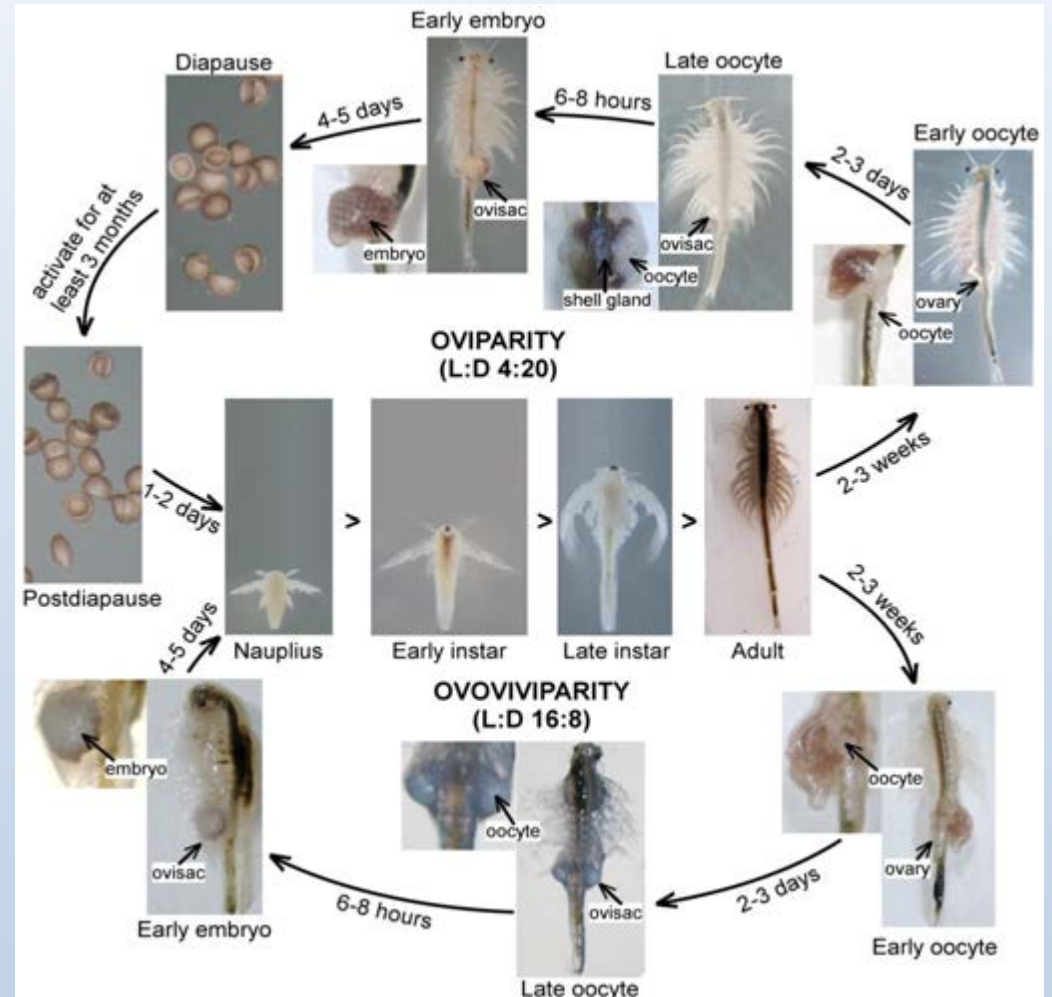 Early embryo
Diapause
Late oocyte
4-5 days
6-8 hours
Early oocyte
2-3 days
ovisac
embryo
ovisac
oocyte
shell gland
ovary
oocyte
activate for at
least 3 months
OVIPARITY
(L:D 4:20)
1-2 days
>
>
>
2-3 weeks
Postdiapause
Nauplius
Early instar
Late instar
Adult
2-3 weeks
4-5 days
OVOVIVIPARITY
(L:D 16:8)
embryo
ovisac
oocyte
ovisac
oocyte
ovary
6-8 hours
2-3 days
Early embryo
Late oocyte
Early oocyte